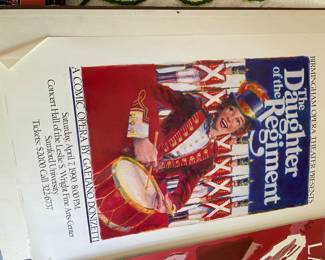 BIRMINGHAM OPERA THEATER PRESENTS
The
Daughter
of the
Regiment
A COMIC OPERA BY GAETANO DONIZETTI
Saturday, April 7, 1990, 8:00 P.M.
Concert Hall of the Leslie S. Wright Fine Arts Center
Samford University
Tickets: $20.00 Call 322-6737
LA